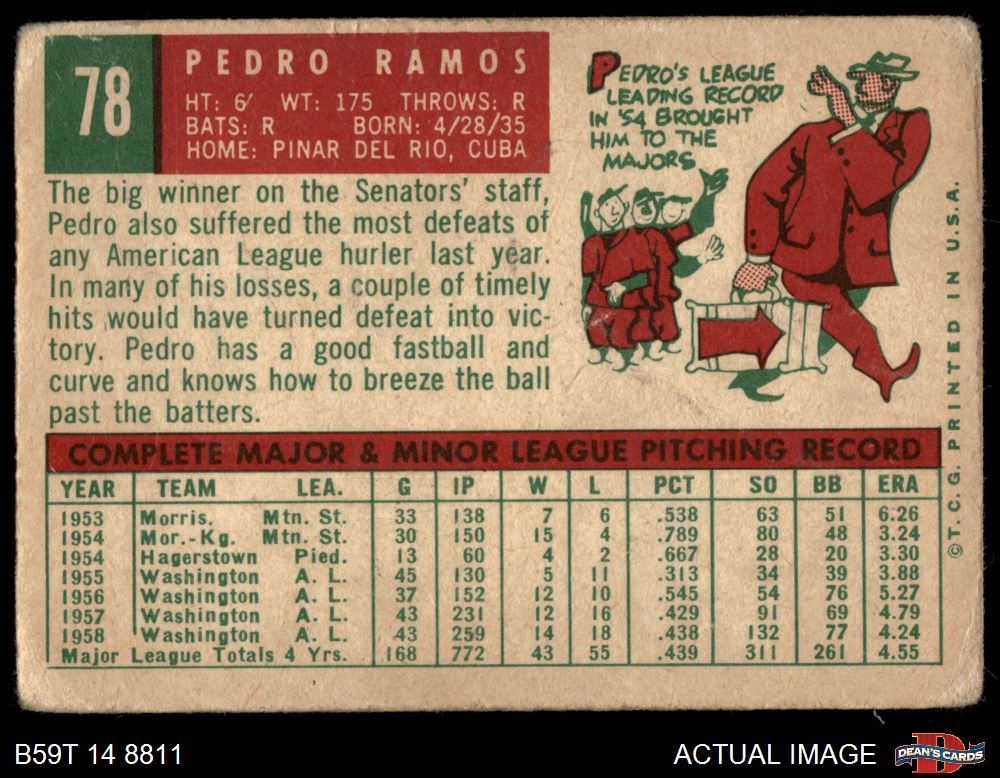 78
PEDRO RAMOS
HT: 6' WT: 175 THROWS: R
BATS: R BORN: 4/28/35
HOME: PINAR DEL RIO, CUBA
PEDRO'S LEAGUE
LEADING RECORD
IN '54 BROUGHT
HIM TO THE
MAJORS
The big winner on the Senators' staff,
Pedro also suffered the most defeats of
any American League hurler last year.
In many of his losses, a couple of timely
hits would have turned defeat into vic-
tory. Pedro has a good fastball and
curve and knows how to breeze the ball
past the batters.
COMPLETE MAJOR & MINOR LEAGUE PITCHING RECORD
YEAR TEAM LEA. G IP W L PCT SO BB ERA
1953 Morris. Mtn. St. 33 138 7 6 .538 63 51 6.26
1954 Mor.-Kg. Mtn. St. 30 150 15 4 .789 80 48 3.24
1954 Hagerstown Pied. 13 60 4 2 .667 28 20 3.30
1955 Washington A. L. 45 130 5 11 .313 34 39 3.88
1956 Washington A. L. 37 152 12 10 .545 54 76 5.27
1957 Washington A. L. 43 231 12 16 .429 91 69 4.79
1958 Washington A. L. 43 259 14 18 .438 132 77 4.24
Major League Totals 4 Yrs. 168 772 43 55 .439 311 261 4.55
©T.C.G. PRINTED IN U.S.A.
B59T 14 8811
ACTUAL IMAGE
DEAN'S CARDS